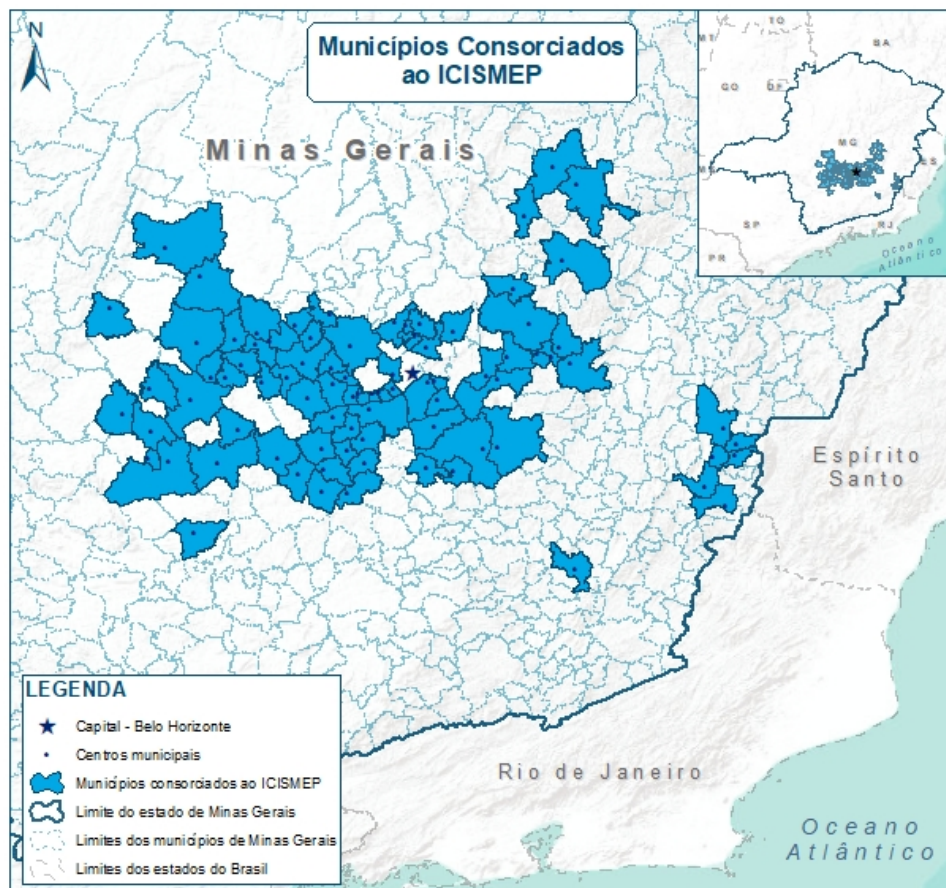 N
Municípios Consorciados
ao ICISMEP
Minas Gerais
TO
BA
MT
GO
DF
MG
ES
MS
SP
RJ
PR
Oceano
Atlântico
Espírito
Santo
LEGENDA
Capital - Belo Horizonte
Centros municipais
Municípios consorciados ao ICISMEP
Limite do estado de Minas Gerais
Limites dos municípios de Minas Gerais
Limites dos estados do Brasil
Rio de Janeiro
Oceano
Atlântico